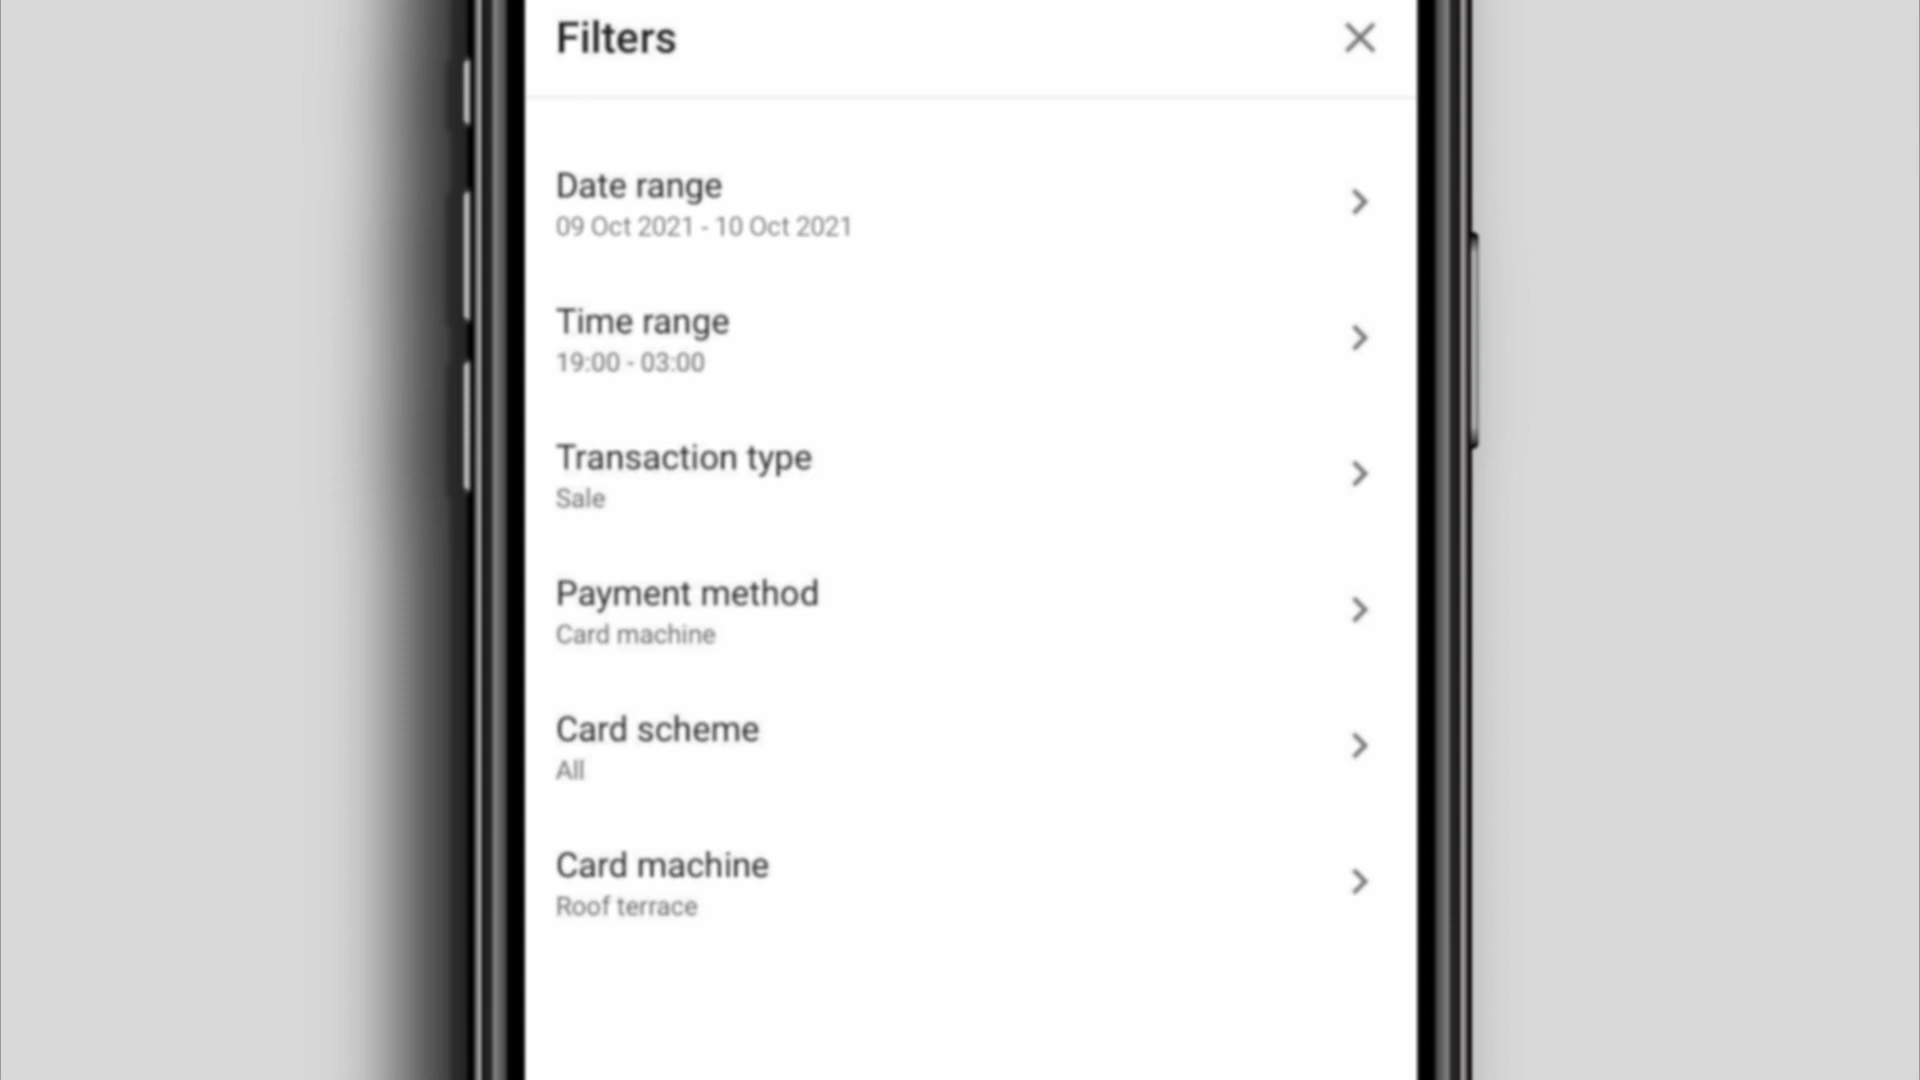 Filters
Date range
09 Oct 2021 - 10 Oct 2021
Time range
19:00 - 03:00
Transaction type
Sale
Payment method
Card machine
Card scheme
All
Card machine
Roof terrace